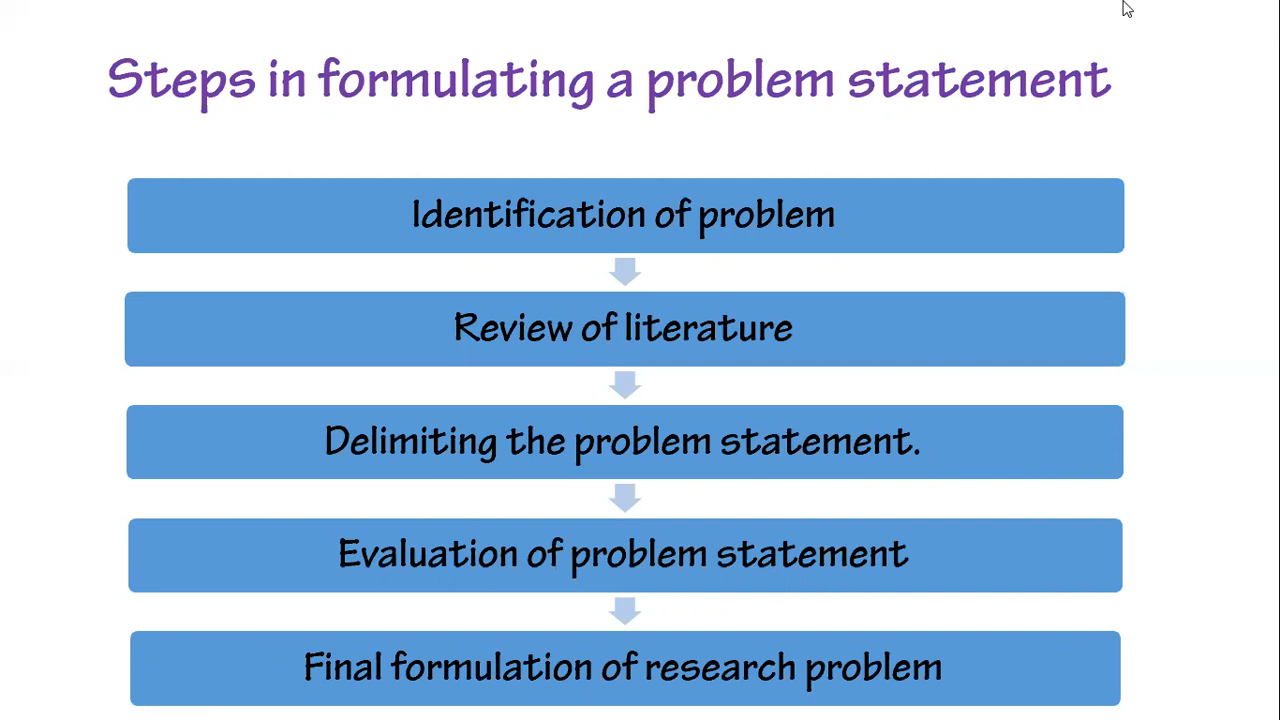 Steps in formulating a problem statement
Identification of problem
Review of literature
Delimiting the problem statement.
Evaluation of problem statement
Final formulation of research problem